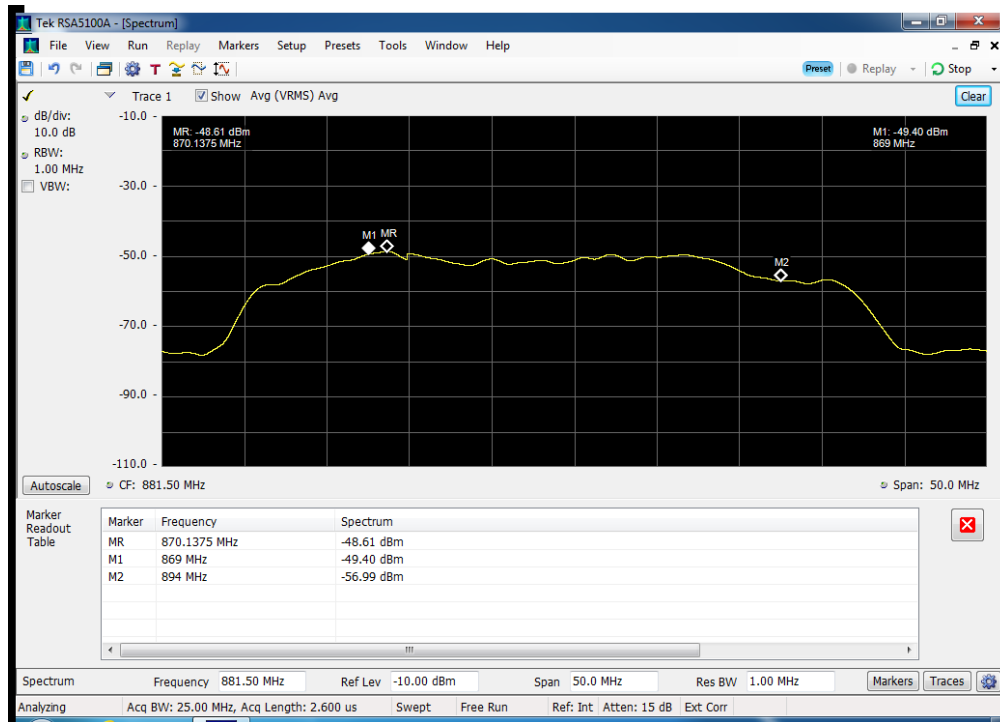 Tek RSA5100A - [Spectrum]
File View Run Replay Markers Setup Presets Tools Window Help
T Preset Replay Stop
Trace 1 Show Avg (VRMS) Avg Clear
dB/div:
10.0 dB
RBW:
1.00 MHz
VBW:
-10.0
-30.0
-50.0
-70.0
-90.0
-110.0
MR: -48.61 dBm
870.1375 MHz
M1: -49.40 dBm
869 MHz
M1 MR
M2
Autoscale CF: 881.50 MHz Span: 50.0 MHz
Marker
Readout
Table
Marker Frequency Spectrum
MR 870.1375 MHz -48.61 dBm
M1 869 MHz -49.40 dBm
M2 894 MHz -56.99 dBm
Spectrum Frequency 881.50 MHz Ref Lev -10.00 dBm Span 50.0 MHz Res BW 1.00 MHz Markers Traces
Analyzing Acq BW: 25.00 MHz, Acq Length: 2.600 us Swept Free Run Ref: Int Atten: 15 dB Ext Corr